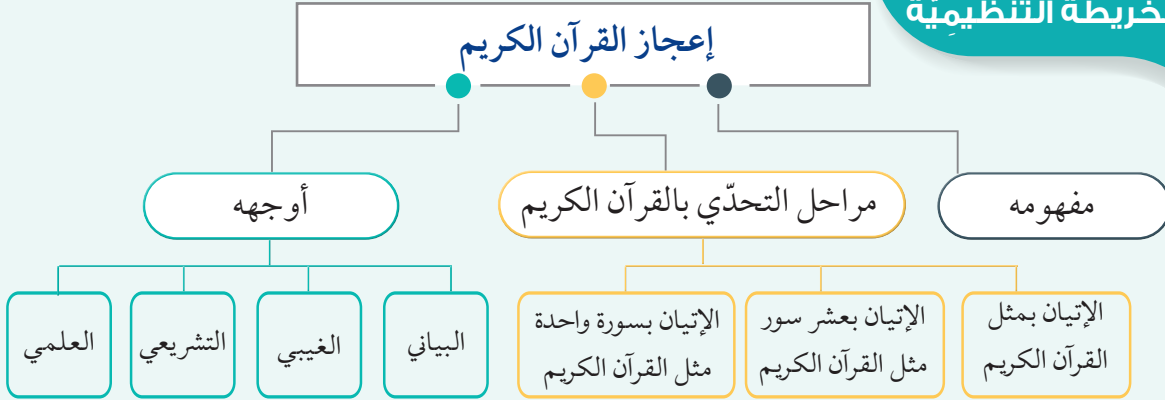 لخريطة التنظيمية
إعجاز القرآن الكريم
مفهومه
مراحل التحدّي بالقرآن الكريم
أوجهه
الإتيان بمثل
القرآن الكريم
الإتيان بعشر سور
مثل القرآن الكريم
الإتيان بسورة واحدة
مثل القرآن الكريم
البياني
الغيبي
التشريعي
العلمي